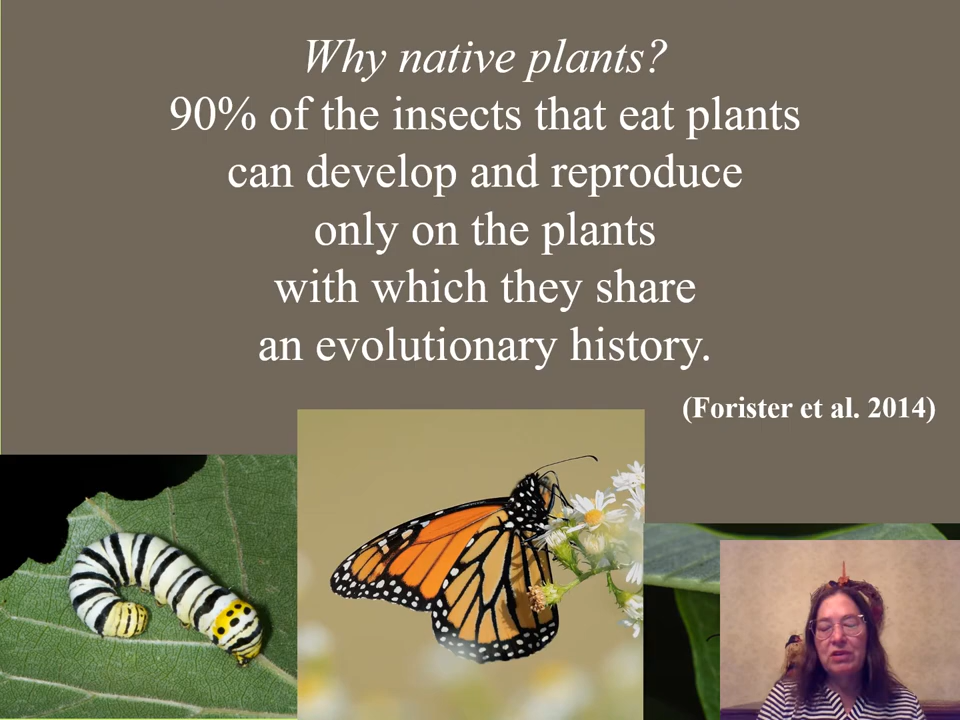 Why native plants?
90% of the insects that eat plants
can develop and reproduce
only on the plants
with which they share
an evolutionary history.
(Forister et al. 2014)